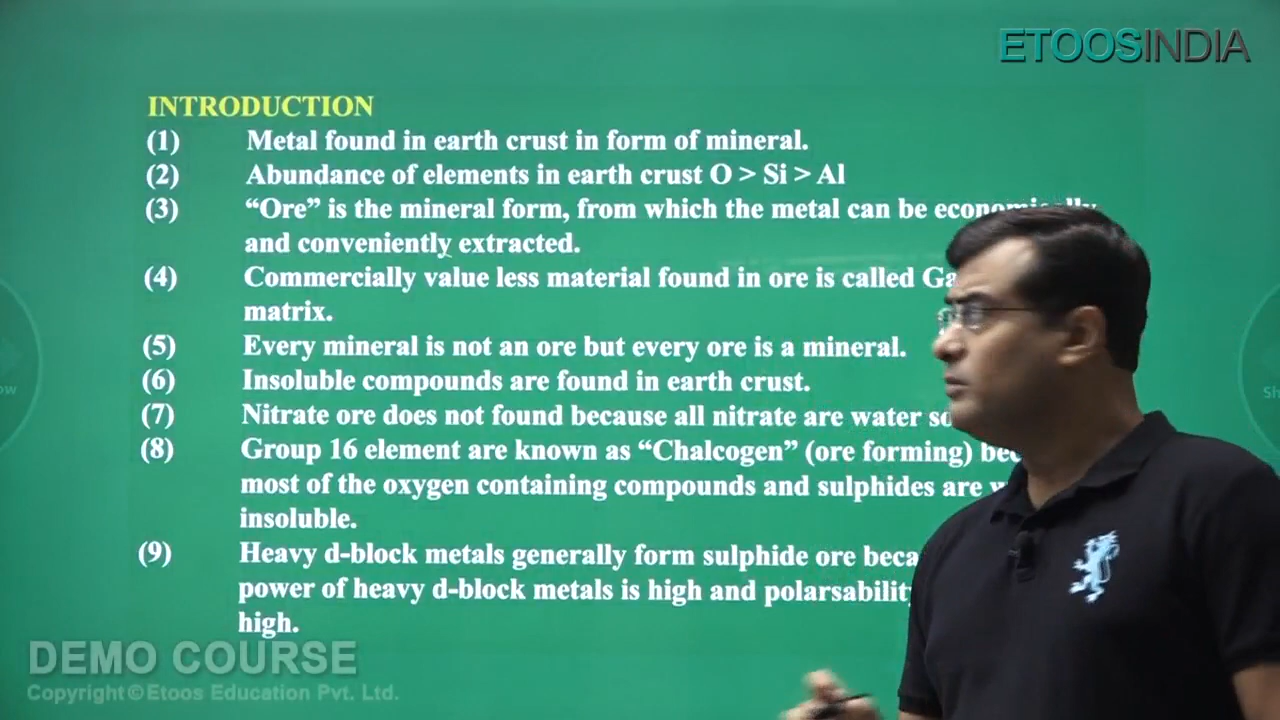 ETOOSINDIA
INTRODUCTION
(1) Metal found in earth crust in form of mineral.
(2) Abundance of elements in earth crust O > Si > Al
(3) “Ore” is the mineral form, from which the metal can be economically
and conveniently extracted.
(4) Commercially value less material found in ore is called
matrix.
(5) Every mineral is not an ore but every ore is a mineral.
(6) Insoluble compounds are found in earth crust.
(7) Nitrate ore does not found because all nitrate are water
(8) Group 16 element are known as “Chalcogen” (ore forming)
most of the oxygen containing compounds and sulphides are
insoluble.
(9) Heavy d-block metals generally form sulphide ore
power of heavy d-block metals is high and polarsability
high.
DEMO COURSE
Copyright © Etoos Education Pvt. Ltd.